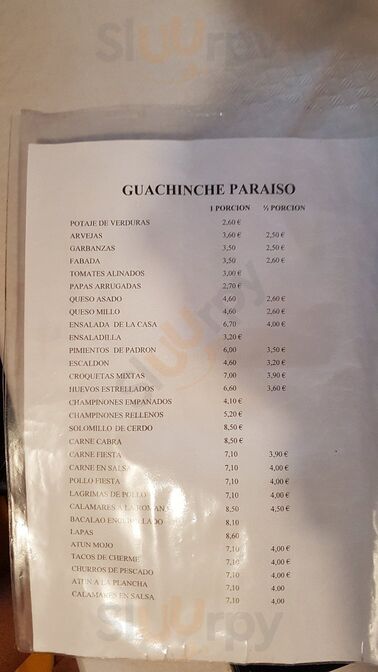 Sluurpy
GUACHINCHE PARAISO
1 PORCION ½ PORCION
POTAJE DE VERDURAS 2,60 €
ARVEJAS 3,60 € 2,50 €
GARBANZAS 3,50 2,50 €
FABADA 3,50 2,60 €
TOMATES ALINADOS 3,00 €
PAPAS ARRUGADAS 2,70 €
QUESO ASADO 4,60 2,60 €
QUESO MILLO 4,60 2,60 €
ENSALADA DE LA CASA 6,70 4,00 €
ENSALADILLA 3,20 €
PIMIENTOS DE PADRON 6,00 3,50 €
ESCALDON 4,60 3,20 €
CROQUETAS MIXTAS 7,00 3,90 €
HUEVOS ESTRELLADOS 6,60 3,60 €
CHAMPINONES EMPANADOS 4,10 €
CHAMPINONES RELLENOS 5,20 €
SOLOMILLO DE CERDO 8,50 €
CARNE CABRA 8,50 €
CARNE FIESTA 7,10 3,90 €
CARNE EN SALSA 7,10 4,00 €
POLLO FIESTA 7,10 4,00 €
LAGRIMAS DE POLLO 7,10 4,00 €
CALAMARES A LA ROMANA 8,50 4,50 €
BACALAO 8.10
LAPAS 8,60
ATUN MOJO 7,10 4,00 €
TACOS DE CHERME 7,10 4,00 €
CHURROS DE PESCADO 7,10 4,00 €
ATUN A LA PLANCHA 7,10 4,00
CALAMARES EN SALSA 7,10 4,00
Sluurpy
Sluurpy